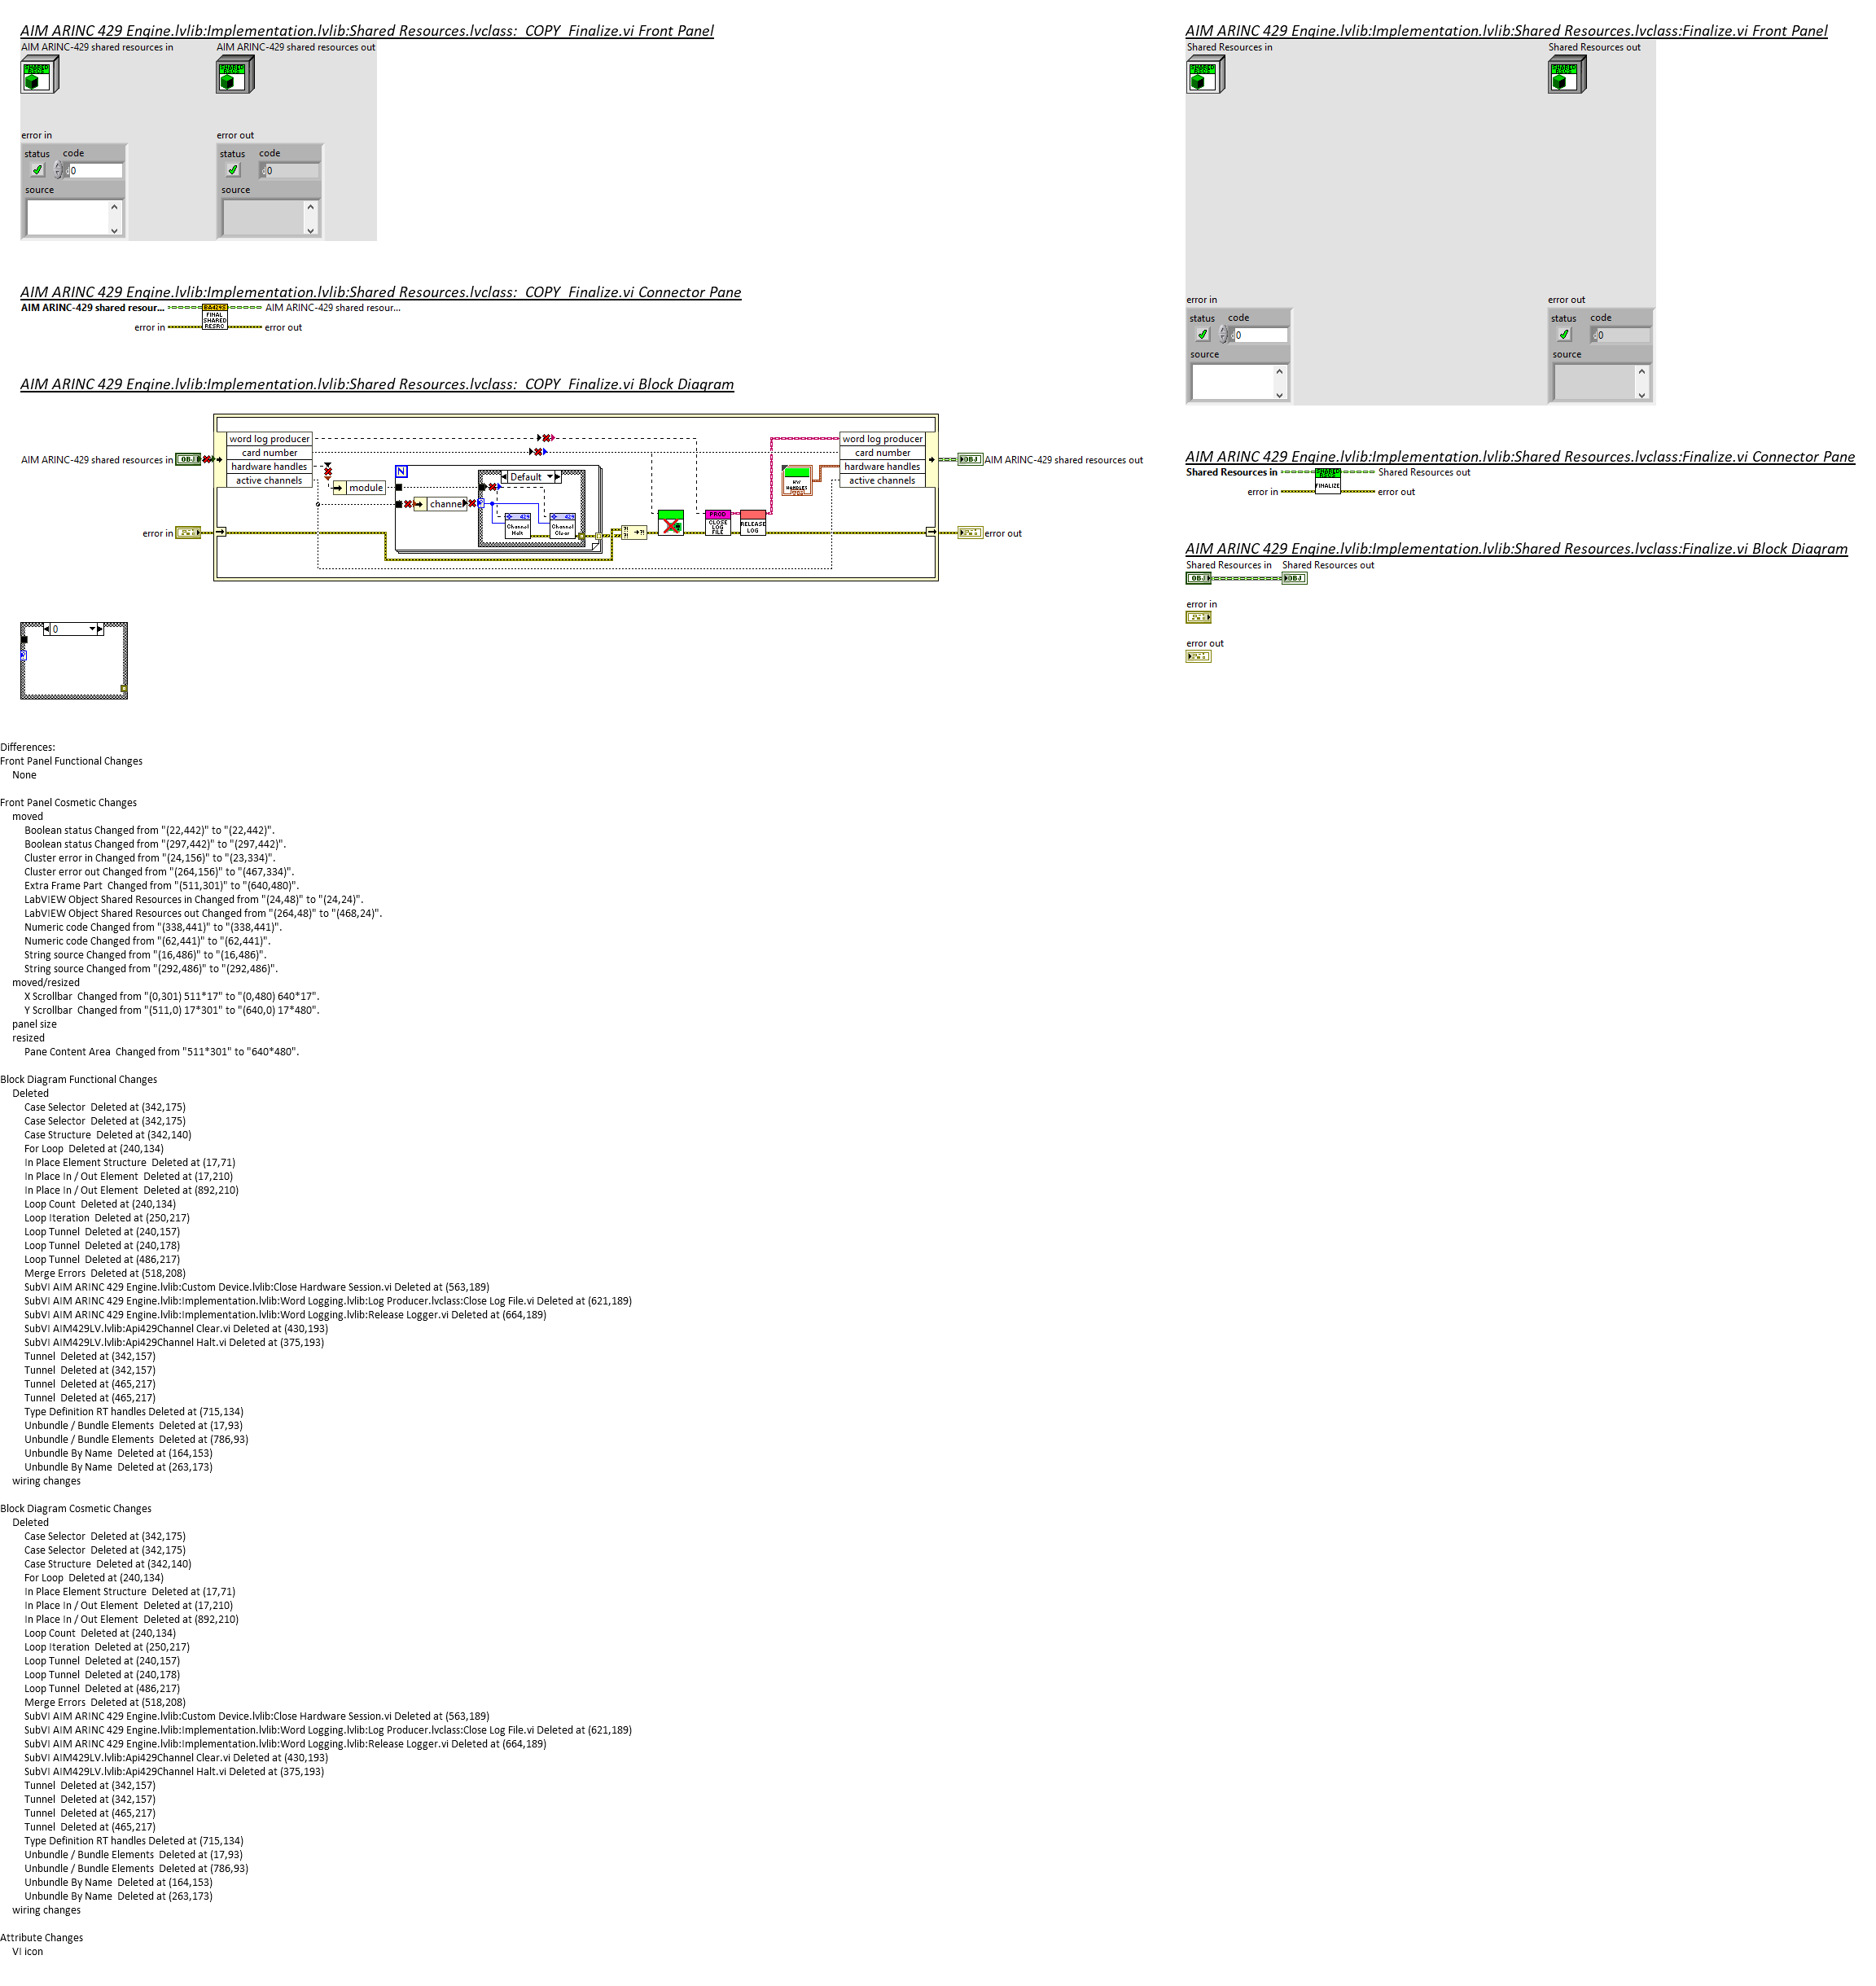 AIM ARINC 429 Engine.lvlib:Implementation.lvlib:Shared Resources.lvclass:_COPY_Finalize.vi Front Panel
AIM ARINC-429 shared resources in
AIM ARINC-429 shared resources out
error in
error out
status code
0
source
status code
0
source
AIM ARINC 429 Engine.lvlib:Implementation.lvlib:Shared Resources.lvclass:_COPY_Finalize.vi Connector Pane
AIM ARINC-429 shared resour...
AIM ARINC-429 shared resour...
FINAL
SHARED
RESRC
error in
error out
AIM ARINC 429 Engine.lvlib:Implementation.lvlib:Shared Resources.lvclass:_COPY_Finalize.vi Block Diagram
AIM ARINC-429 shared resources in
OBJ
word log producer
card number
hardware handles
active channels
module
N
channel
Default
429
Channel
Halt
429
Channel
Clear
PROD
CLOSE
LOG
FILE
RELEASE
LOG
HANDLES
word log producer
card number
hardware handles
active channels
OBJ
AIM ARINC-429 shared resources out
error in
error out
0
AIM ARINC 429 Engine.lvlib:Implementation.lvlib:Shared Resources.lvclass:Finalize.vi Front Panel
Shared Resources in
Shared Resources out
error in
error out
status code
0
source
status code
0
source
AIM ARINC 429 Engine.lvlib:Implementation.lvlib:Shared Resources.lvclass:Finalize.vi Connector Pane
Shared Resources in
Shared Resources out
FINALIZE
error in
error out
AIM ARINC 429 Engine.lvlib:Implementation.lvlib:Shared Resources.lvclass:Finalize.vi Block Diagram
Shared Resources in
Shared Resources out
OBJ
OBJ
error in
error out
Differences:
Front Panel Functional Changes
None
Front Panel Cosmetic Changes
moved
Boolean status Changed from "(22,442)" to "(22,442)".
Boolean status Changed from "(297,442)" to "(297,442)".
Cluster error in Changed from "(24,156)" to "(23,334)".
Cluster error out Changed from "(264,156)" to "(467,334)".
Extra Frame Part Changed from "(511,301)" to "(640,480)".
LabVIEW Object Shared Resources in Changed from "(24,48)" to "(24,24)".
LabVIEW Object Shared Resources out Changed from "(264,48)" to "(468,24)".
Numeric code Changed from "(338,441)" to "(338,441)".
Numeric code Changed from "(62,441)" to "(62,441)".
String source Changed from "(16,486)" to "(16,486)".
String source Changed from "(292,486)" to "(292,486)".
moved/resized
X Scrollbar Changed from "(0,301) 511*17" to "(0,480) 640*17".
Y Scrollbar Changed from "(511,0) 17*301" to "(640,0) 17*480".
panel size
resized
Pane Content Area Changed from "511*301" to "640*480".
Block Diagram Functional Changes
Deleted
Case Selector Deleted at (342,175)
Case Selector Deleted at (342,175)
Case Structure Deleted at (342,140)
For Loop Deleted at (240,134)
In Place Element Structure Deleted at (17,71)
In Place In / Out Element Deleted at (17,210)
In Place In / Out Element Deleted at (892,210)
Loop Count Deleted at (240,134)
Loop Iteration Deleted at (250,217)
Loop Tunnel Deleted at (240,157)
Loop Tunnel Deleted at (240,178)
Loop Tunnel Deleted at (486,217)
Merge Errors Deleted at (518,208)
SubVI AIM ARINC 429 Engine.lvlib:Custom Device.lvlib:Close Hardware Session.vi Deleted at (563,189)
SubVI AIM ARINC 429 Engine.lvlib:Implementation.lvlib:Word Logging.lvlib:Log Producer.lvclass:Close Log File.vi Deleted at (621,189)
SubVI AIM ARINC 429 Engine.lvlib:Implementation.lvlib:Word Logging.lvlib:Release Logger.vi Deleted at (664,189)
SubVI AIM429LV.lvlib:Api429Channel Clear.vi Deleted at (430,193)
SubVI AIM429LV.lvlib:Api429Channel Halt.vi Deleted at (375,193)
Tunnel Deleted at (342,157)
Tunnel Deleted at (342,157)
Tunnel Deleted at (465,217)
Tunnel Deleted at (465,217)
Type Definition RT handles Deleted at (715,134)
Unbundle / Bundle Elements Deleted at (17,93)
Unbundle / Bundle Elements Deleted at (786,93)
Unbundle By Name Deleted at (164,153)
Unbundle By Name Deleted at (263,173)
wiring changes
Block Diagram Cosmetic Changes
Deleted
Case Selector Deleted at (342,175)
Case Selector Deleted at (342,175)
Case Structure Deleted at (342,140)
For Loop Deleted at (240,134)
In Place Element Structure Deleted at (17,71)
In Place In / Out Element Deleted at (17,210)
In Place In / Out Element Deleted at (892,210)
Loop Count Deleted at (240,134)
Loop Iteration Deleted at (250,217)
Loop Tunnel Deleted at (240,157)
Loop Tunnel Deleted at (240,178)
Loop Tunnel Deleted at (486,217)
Merge Errors Deleted at (518,208)
SubVI AIM ARINC 429 Engine.lvlib:Custom Device.lvlib:Close Hardware Session.vi Deleted at (563,189)
SubVI AIM ARINC 429 Engine.lvlib:Implementation.lvlib:Word Logging.lvlib:Log Producer.lvclass:Close Log File.vi Deleted at (621,189)
SubVI AIM ARINC 429 Engine.lvlib:Implementation.lvlib:Word Logging.lvlib:Release Logger.vi Deleted at (664,189)
SubVI AIM429LV.lvlib:Api429Channel Clear.vi Deleted at (430,193)
SubVI AIM429LV.lvlib:Api429Channel Halt.vi Deleted at (375,193)
Tunnel Deleted at (342,157)
Tunnel Deleted at (342,157)
Tunnel Deleted at (465,217)
Tunnel Deleted at (465,217)
Type Definition RT handles Deleted at (715,134)
Unbundle / Bundle Elements Deleted at (17,93)
Unbundle / Bundle Elements Deleted at (786,93)
Unbundle By Name Deleted at (164,153)
Unbundle By Name Deleted at (263,173)
wiring changes
Attribute Changes
VI icon